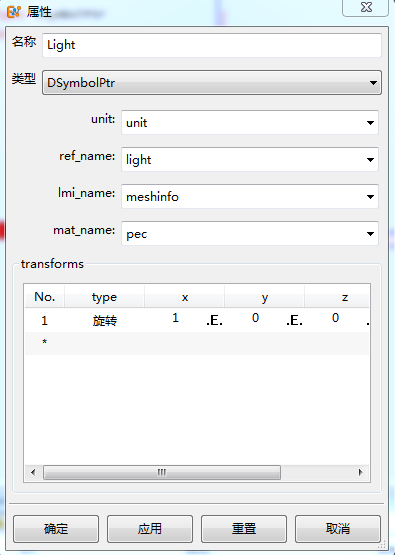 属性
名称 Light
类型 DSymbolPtr
unit: unit
ref_name: light
lmi_name: meshinfo
mat_name: pec
transforms
No. type x y z
1 旋转 1 .E. 0 .E. 0 .
*
确定 应用 重置 取消